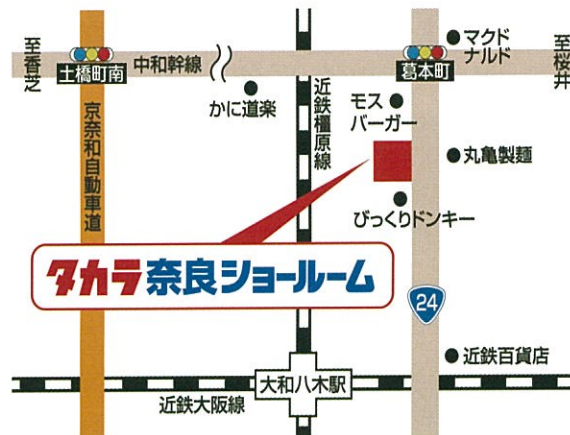 至香芝
土橋町南
中和幹線
葛本町
マクド
ナルド
至桜井
かに道楽
近鉄橿原線
モス
バーガー
京奈和自動車道
丸亀製麺
びっくりドンキー
タカラ奈良ショールーム
24
近鉄百貨店
大和八木駅
近鉄大阪線